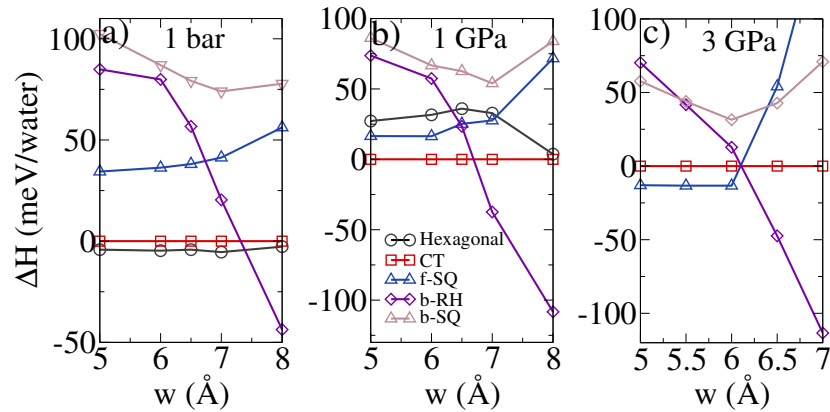 a) 1 bar
b) 1 GPa
c) 3 GPa
ΔH (meV/water)
100
50
0
-50
5 6 7 8
w (Å)
100
50
0
-50
-100
5 6 7 8
w (Å)
Hexagonal
CT
f-SQ
b-RH
b-SQ
100
50
0
-50
-100
5 5.5 6 6.5 7
w (Å)